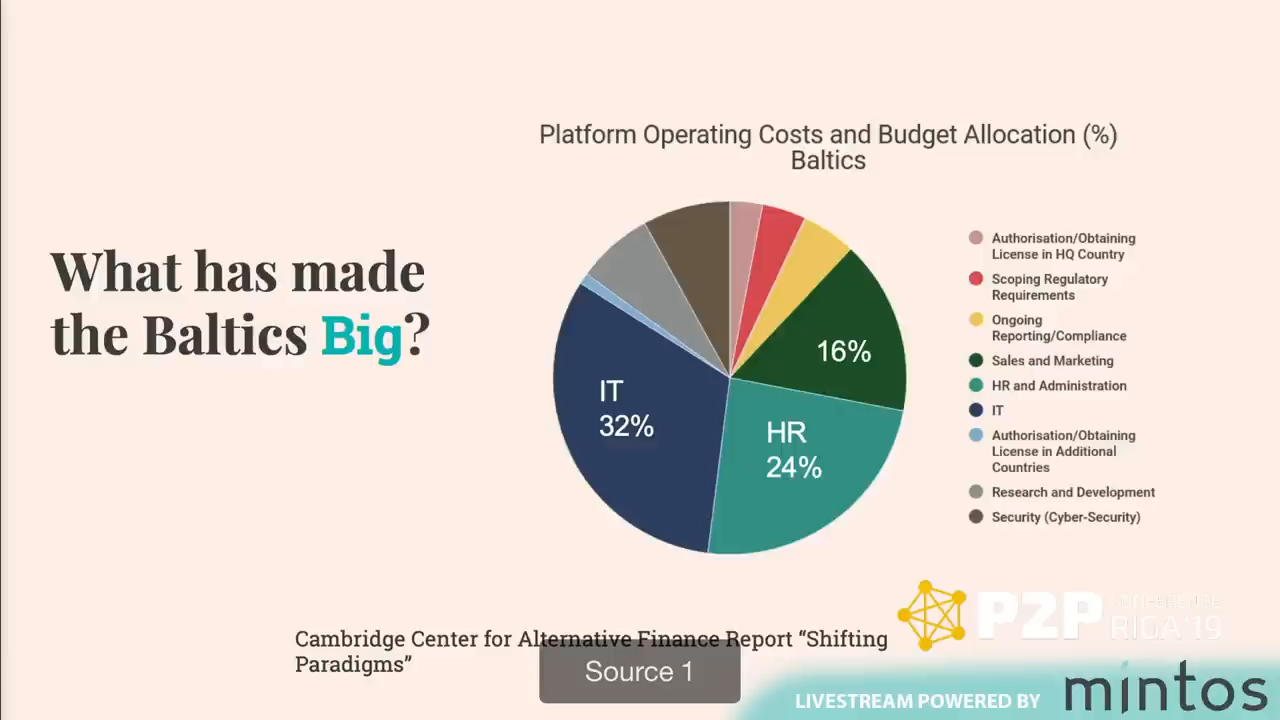 Platform Operating Costs and Budget Allocation (%)
Baltics
What has made
the Baltics Big?
16%
IT
32%
HR
24%
Authorisation/Obtaining
License in HQ Country
Scoping Regulatory
Requirements
Ongoing
Reporting/Compliance
Sales and Marketing
HR and Administration
IT
Authorisation/Obtaining
License in Additional
Countries
Research and Development
Security (Cyber-Security)
Cambridge Center for Alternative Finance Report “Shifting
Paradigms”
Source 1
P2P
CONFERENCE
RIGA'19
LIVESTREAM POWERED BY
mintos